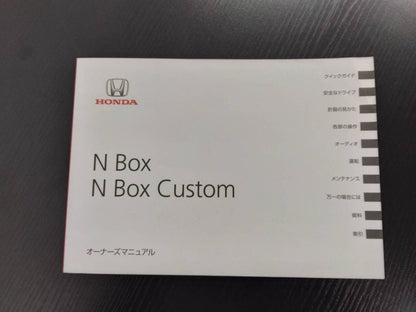 HONDA
N Box
N Box Custom
オーナーズマニュアル
クイックガイド
安全なドライブ
計器の見かた
各部の操作
オーディオ
運転
メンテナンス
万一の場合には
資料
索引